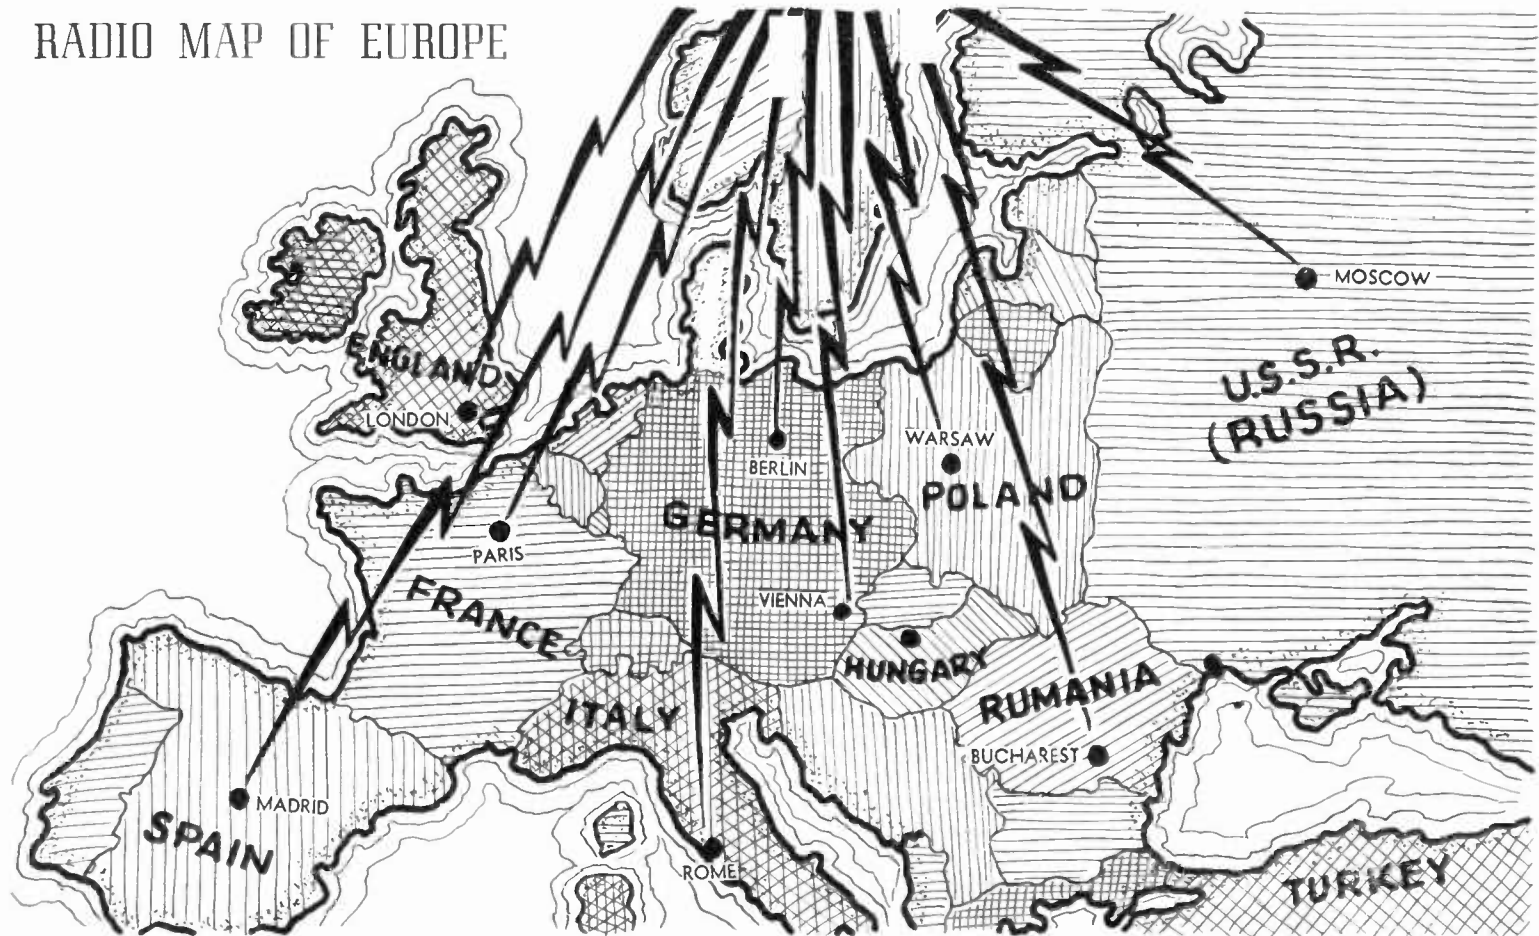 RADIO MAP OF EUROPE
MOSCOW
U.S.S.R.
(RUSSIA)
ENGLAND
LONDON
WARSAW
BERLIN
POLAND
GERMANY
PARIS
VIENNA
FRANCE
HUNGARY
RUMANIA
ITALY
BUCHAREST
MADRID
SPAIN
ROME
TURKEY